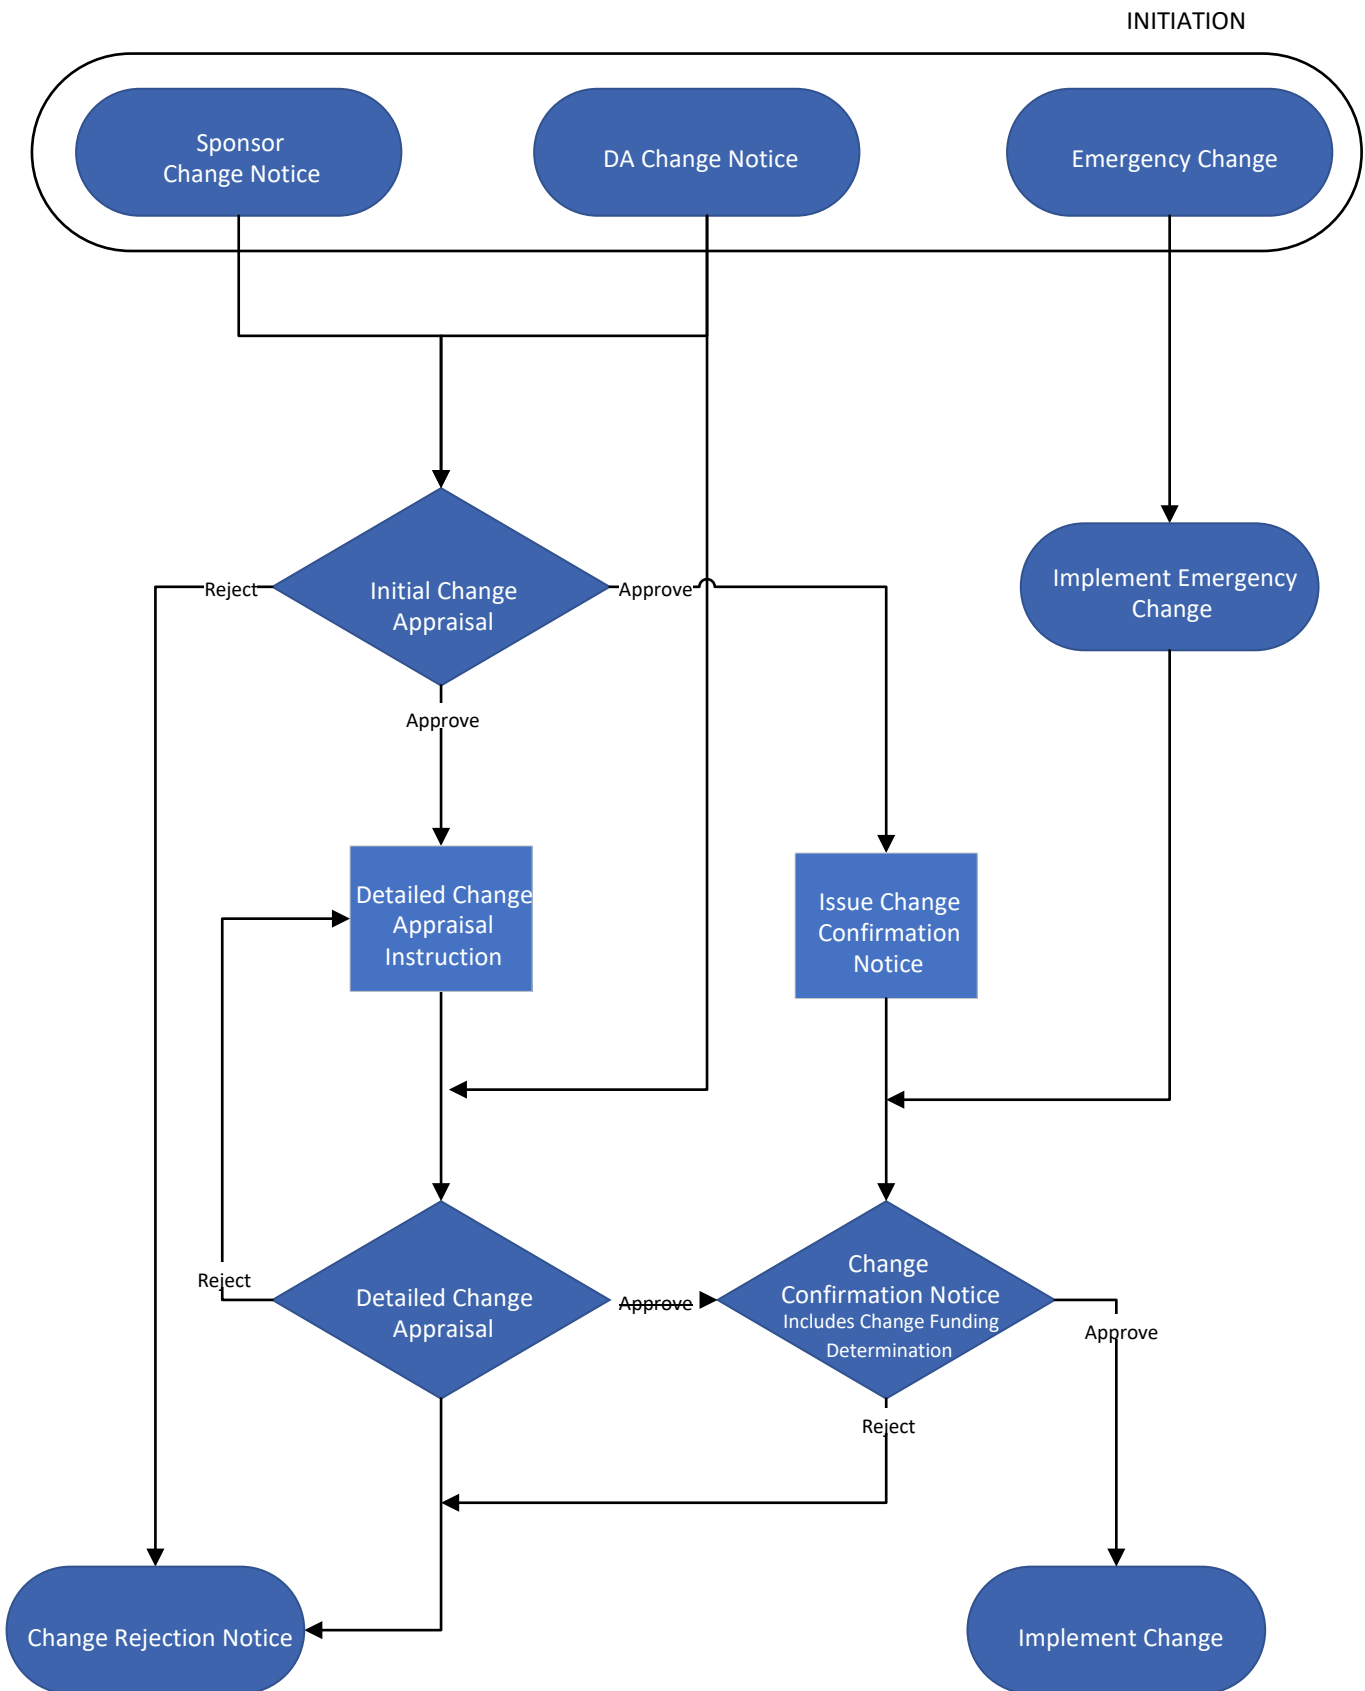 INITIATION
Sponsor
Change Notice
DA Change Notice
Emergency Change
Reject
Initial Change
Appraisal
Approve
Implement Emergency
Change
Approve
Detailed Change
Appraisal
Instruction
Issue Change
Confirmation
Notice
Reject
Detailed Change
Appraisal
Approve
Change
Confirmation Notice
Includes Change Funding
Determination
Approve
Reject
Change Rejection Notice
Implement Change